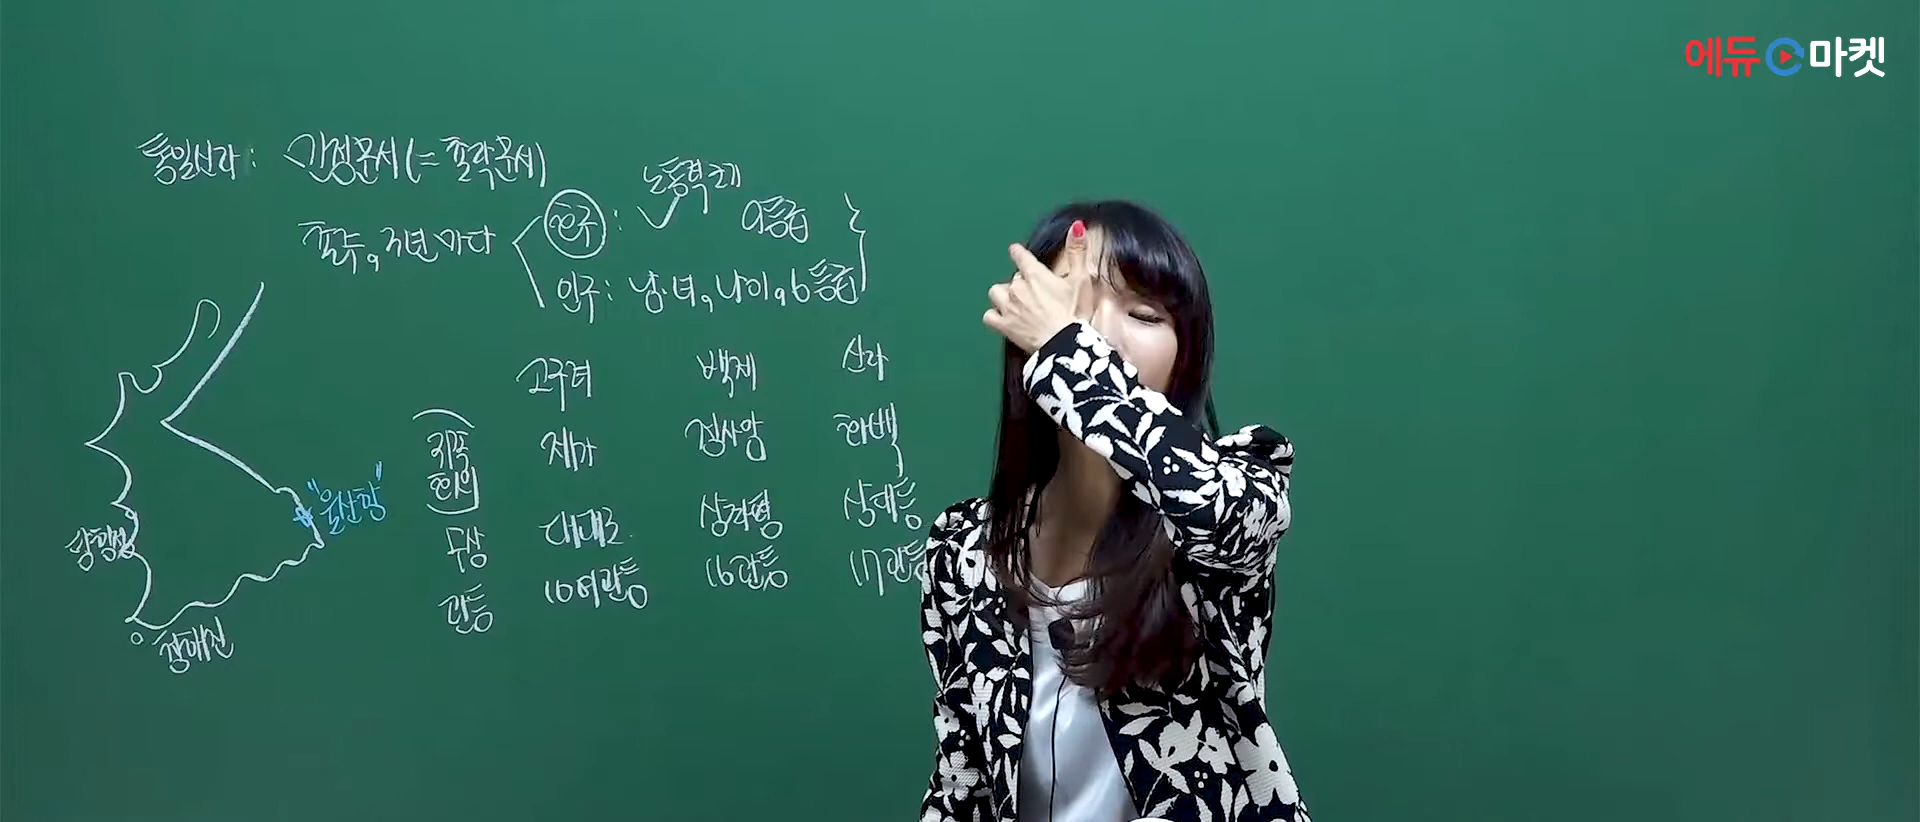 에듀 마켓
통일신라 : 민정문서(= 촌락문서)
노동력크기
촌주, 3년마다
호구 : 9등급
인구 : 남·녀, 나이, 6등급
고구려 백제 신라
귀족회의 제가 정사암 화백
수상 대대로 상좌평 상대등
관등 10여관등 16관등 17관등
"울산항"
당항성
청해진